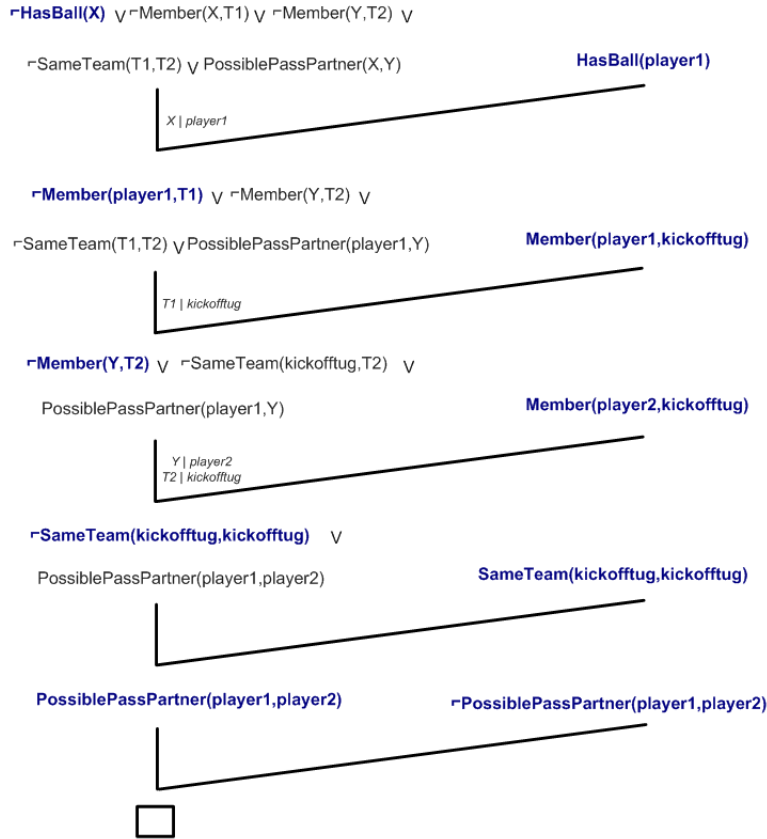 ⌐HasBall(X) ∨ ⌐Member(X,T1) ∨ ⌐Member(Y,T2) ∨
⌐SameTeam(T1,T2) ∨ PossiblePassPartner(X,Y)
HasBall(player1)
X | player1
⌐Member(player1,T1) ∨ ⌐Member(Y,T2) ∨
⌐SameTeam(T1,T2) ∨ PossiblePassPartner(player1,Y)
Member(player1,kickofftug)
T1 | kickofftug
⌐Member(Y,T2) ∨ ⌐SameTeam(kickofftug,T2) ∨
PossiblePassPartner(player1,Y)
Member(player2,kickofftug)
Y | player2
T2 | kickofftug
⌐SameTeam(kickofftug,kickofftug) ∨
PossiblePassPartner(player1,player2)
SameTeam(kickofftug,kickofftug)
PossiblePassPartner(player1,player2)
⌐PossiblePassPartner(player1,player2)